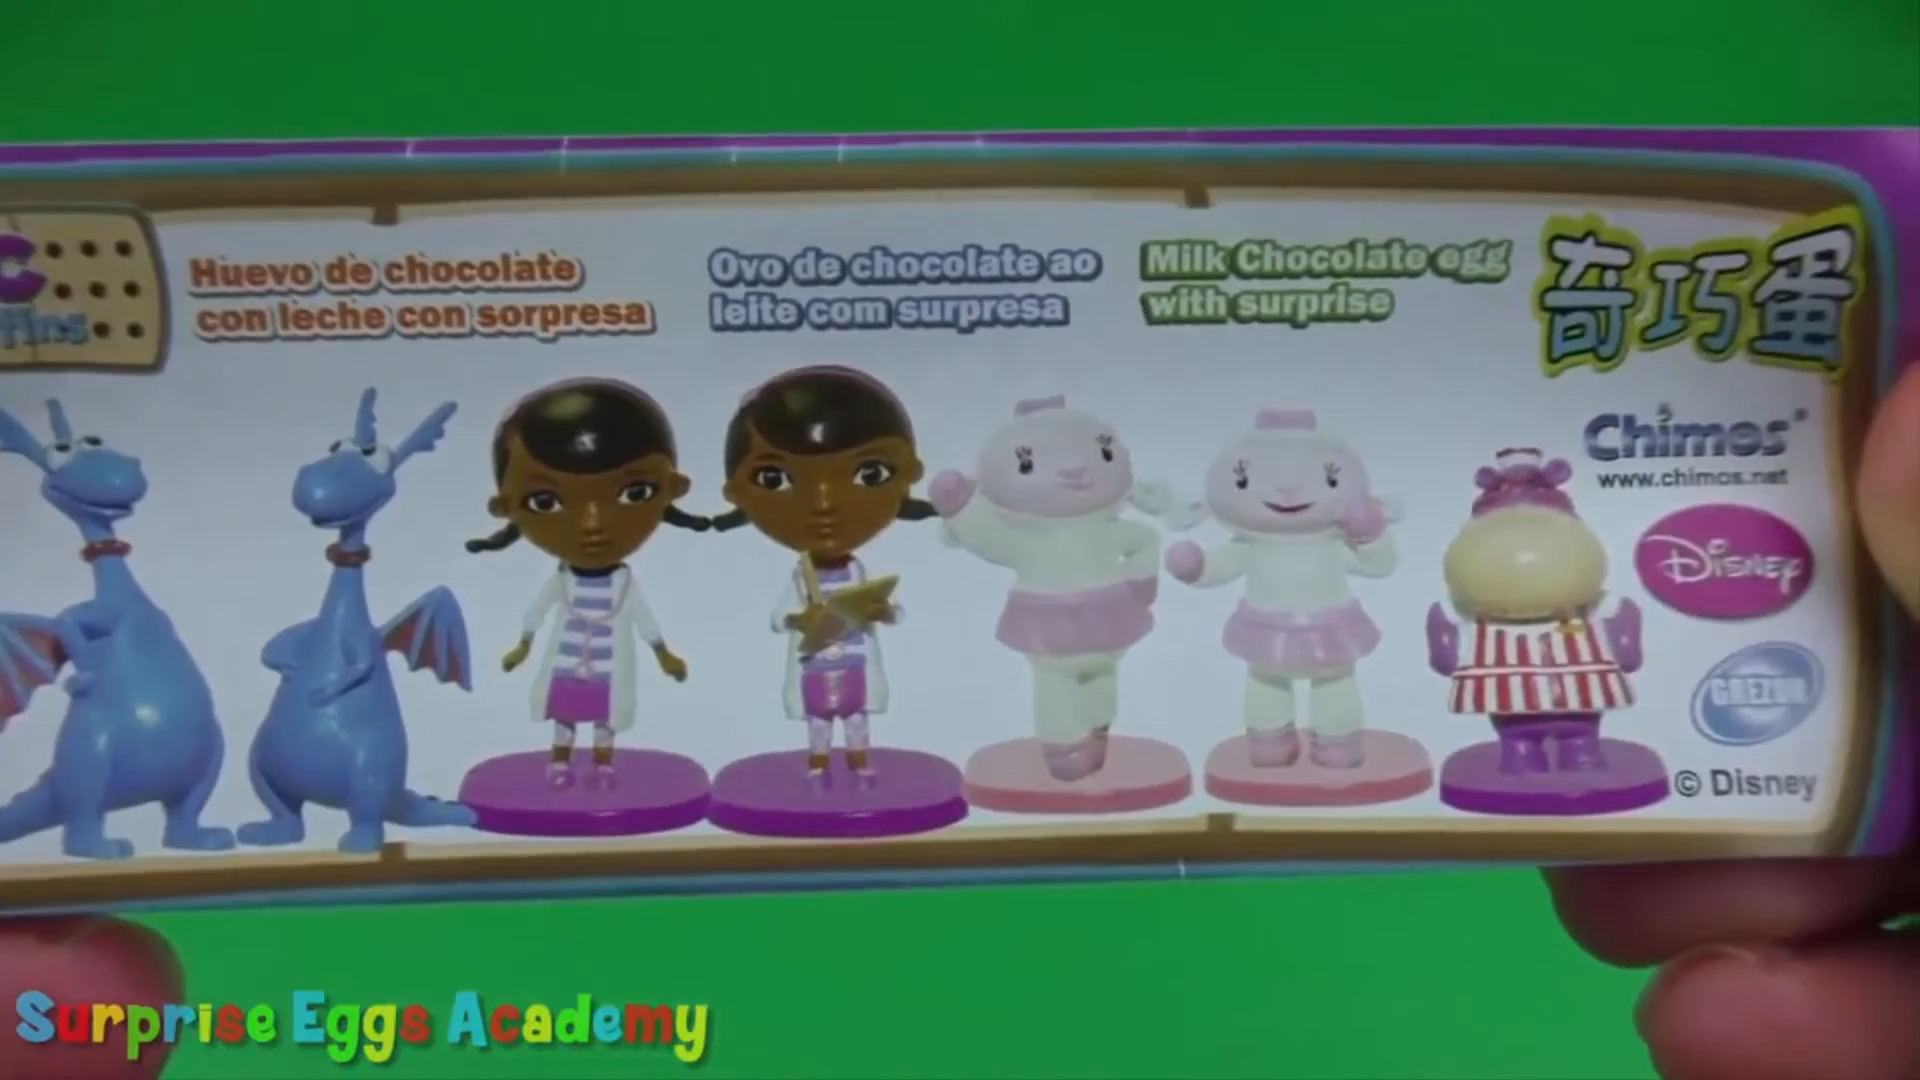 C
ffins
Huevo de chocolate
con leche con sorpresa
Ovo de chocolate ao
leite com surpresa
Milk Chocolate egg
with surprise
奇巧蛋
Chimos
www.chimos.net
Disney
© Disney
Surprise Eggs Academy